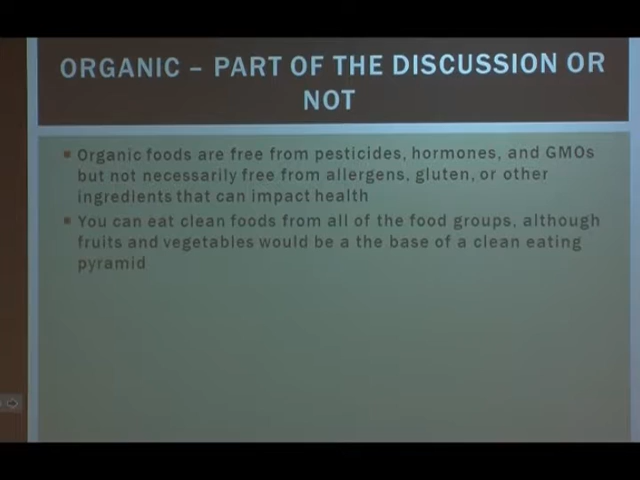 ORGANIC – PART OF THE DISCUSSION OR
NOT
Organic foods are free from pesticides, hormones, and GMOs
but not necessarily free from allergens, gluten, or other
ingredients that can impact health
You can eat clean foods from all of the food groups, although
fruits and vegetables would be a the base of a clean eating
pyramid